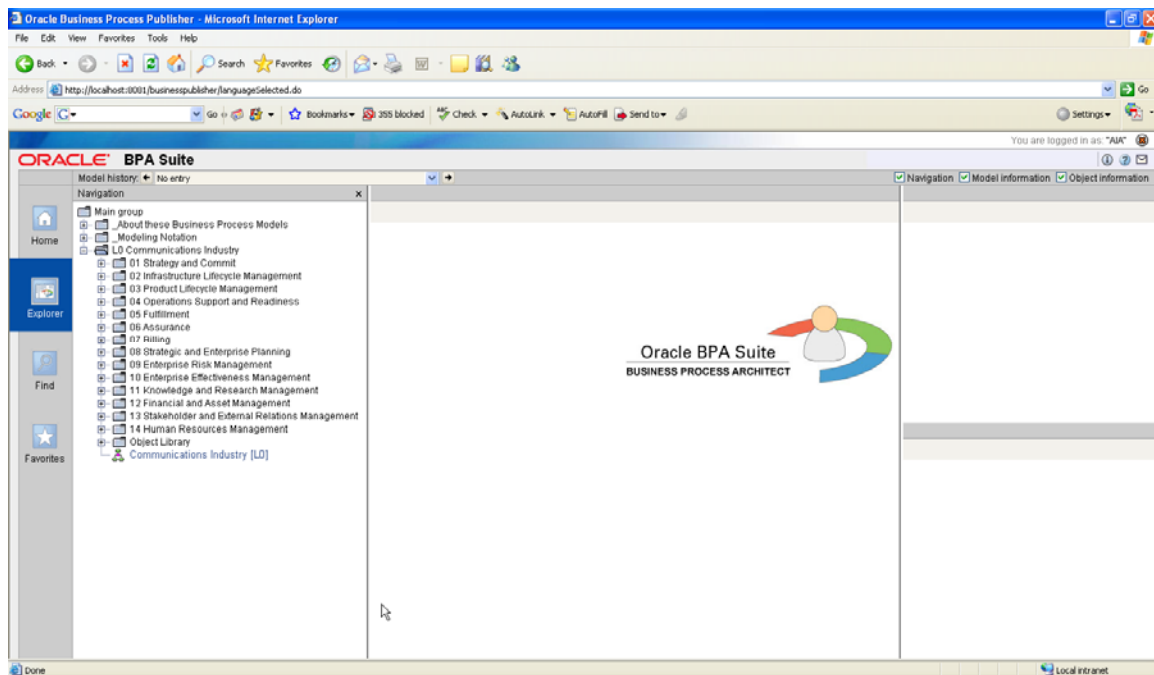 Oracle Business Process Publisher - Microsoft Internet Explorer
File Edit View Favorites Tools Help
Back Search Favorites
Address http://localhost:8081/businesspublisher/languageSelected.do Go
Google Go Bookmarks 355 blocked Check AutoLink AutoFill Send to Settings
You are logged in as: "AIA"
ORACLE BPA Suite
Model history: No entry Navigation Model information Object information
Navigation x
Main group
_About these Business Process Models
_Modeling Notation
L0 Communications Industry
01 Strategy and Commit
02 Infrastructure Lifecycle Management
03 Product Lifecycle Management
04 Operations Support and Readiness
05 Fulfillment
06 Assurance
07 Billing
08 Strategic and Enterprise Planning
09 Enterprise Risk Management
10 Enterprise Effectiveness Management
11 Knowledge and Research Management
12 Financial and Asset Management
13 Stakeholder and External Relations Management
14 Human Resources Management
Object Library
Communications Industry [L0]
Home
Explorer
Find
Favorites
Oracle BPA Suite
BUSINESS PROCESS ARCHITECT
Done Local intranet